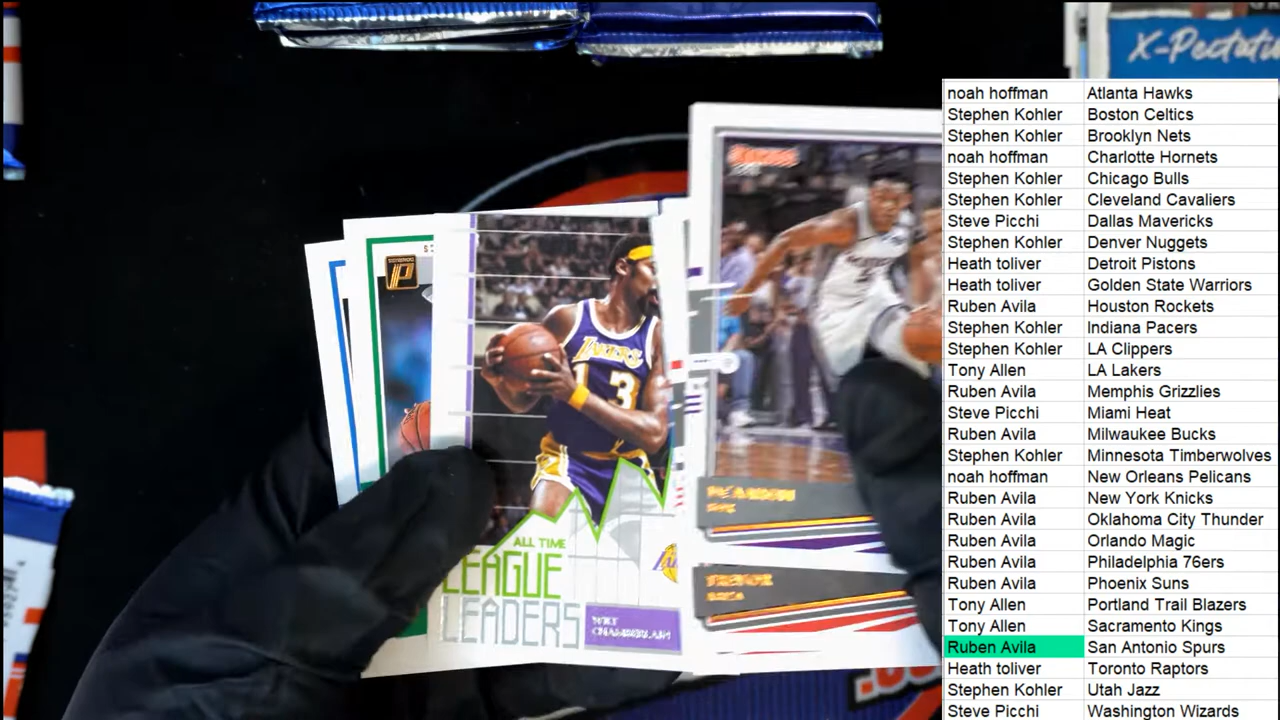 X-Pectati
noah hoffman Atlanta Hawks
Stephen Kohler Boston Celtics
Stephen Kohler Brooklyn Nets
noah hoffman Charlotte Hornets
Stephen Kohler Chicago Bulls
Stephen Kohler Cleveland Cavaliers
Steve Picchi Dallas Mavericks
Stephen Kohler Denver Nuggets
Heath toliver Detroit Pistons
Heath toliver Golden State Warriors
Ruben Avila Houston Rockets
Stephen Kohler Indiana Pacers
Stephen Kohler LA Clippers
Tony Allen LA Lakers
Ruben Avila Memphis Grizzlies
Steve Picchi Miami Heat
Ruben Avila Milwaukee Bucks
Stephen Kohler Minnesota Timberwolves
noah hoffman New Orleans Pelicans
Ruben Avila New York Knicks
Ruben Avila Oklahoma City Thunder
Ruben Avila Orlando Magic
Ruben Avila Philadelphia 76ers
Ruben Avila Phoenix Suns
Tony Allen Portland Trail Blazers
Tony Allen Sacramento Kings
Ruben Avila San Antonio Spurs
Heath toliver Toronto Raptors
Stephen Kohler Utah Jazz
Steve Picchi Washington Wizards
LAKERS
13
ALL TIME
LEAGUE
LEADERS
WILT
CHAMBERLAIN